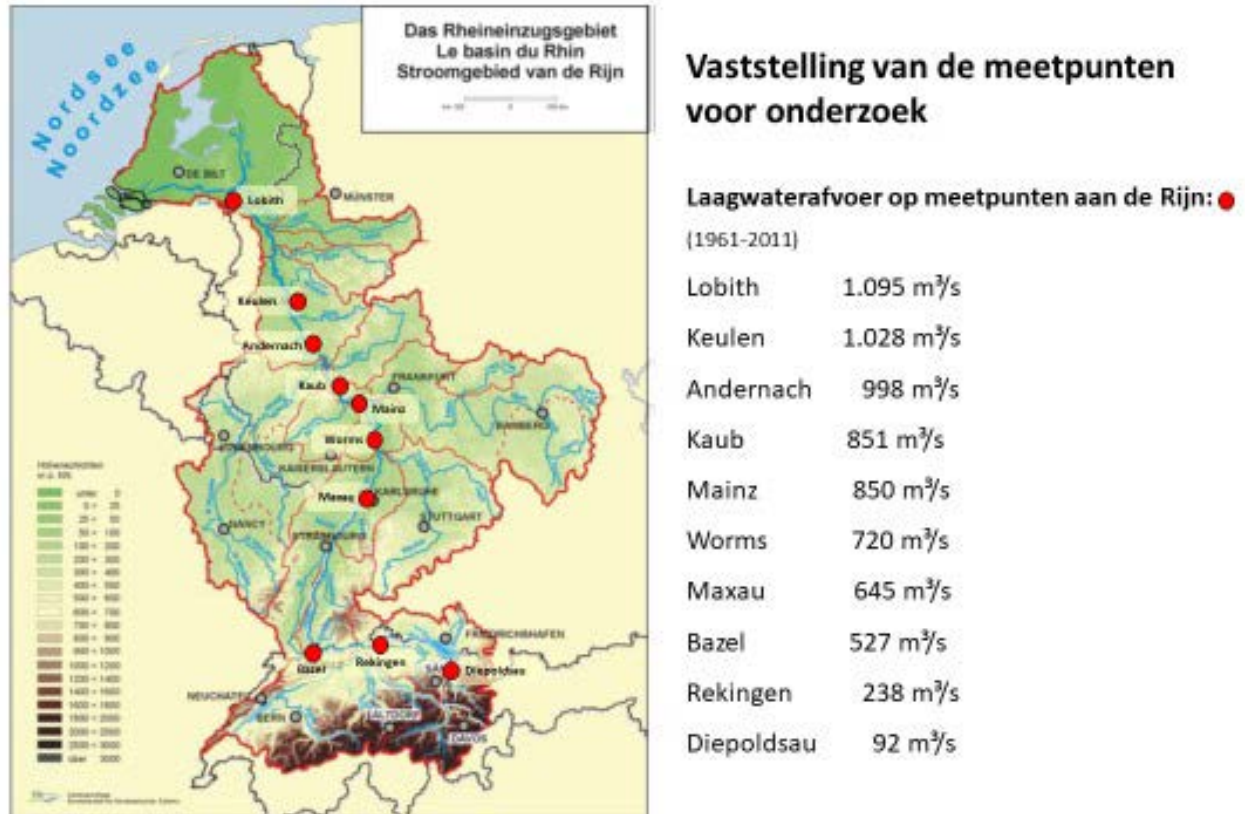 Das Rheineinzugsgebiet
Le basin du Rhin
Stroomgebied van de Rijn
Nordsee
Noordzee
DE BILT
Lobith
MÜNSTER
Keulen
Andernach
Kaub
FRANKFURT
Mainz
BAMBERG
Worms
KAISERSLAUTERN
Maxau
KARLSRUHE
NANCY
STUTTGART
STRASBOURG
FRIEDRICHSHAFEN
Bazel
Rekingen
Diepoldsau
NEUCHATEL
BERN
ALTDORF
DAVOS
Vaststelling van de meetpunten
voor onderzoek
Laagwaterafvoer op meetpunten aan de Rijn:
(1961-2011)
Lobith 1.095 m³/s
Keulen 1.028 m³/s
Andernach 998 m³/s
Kaub 851 m³/s
Mainz 850 m³/s
Worms 720 m³/s
Maxau 645 m³/s
Bazel 527 m³/s
Rekingen 238 m³/s
Diepoldsau 92 m³/s